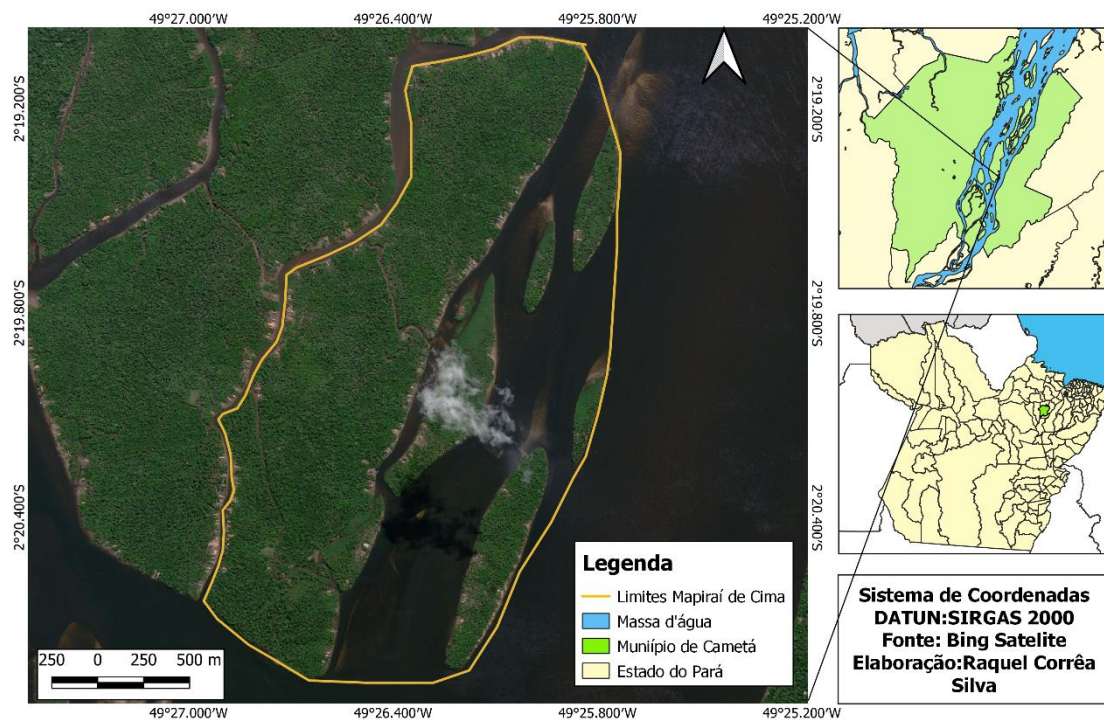 49°27.000'W 49°26.400'W 49°25.800'W 49°25.200'W
2°19.200'S
2°19.800'S
2°20.400'S
2°19.200'S
2°19.800'S
2°20.400'S
Legenda
Limites Mapiraí de Cima
Massa d'água
Muniípio de Cametá
Estado do Pará
250 0 250 500 m
49°27.000'W 49°26.400'W 49°25.800'W 49°25.200'W
Sistema de Coordenadas
DATUN:SIRGAS 2000
Fonte: Bing Satelite
Elaboração:Raquel Corrêa
Silva